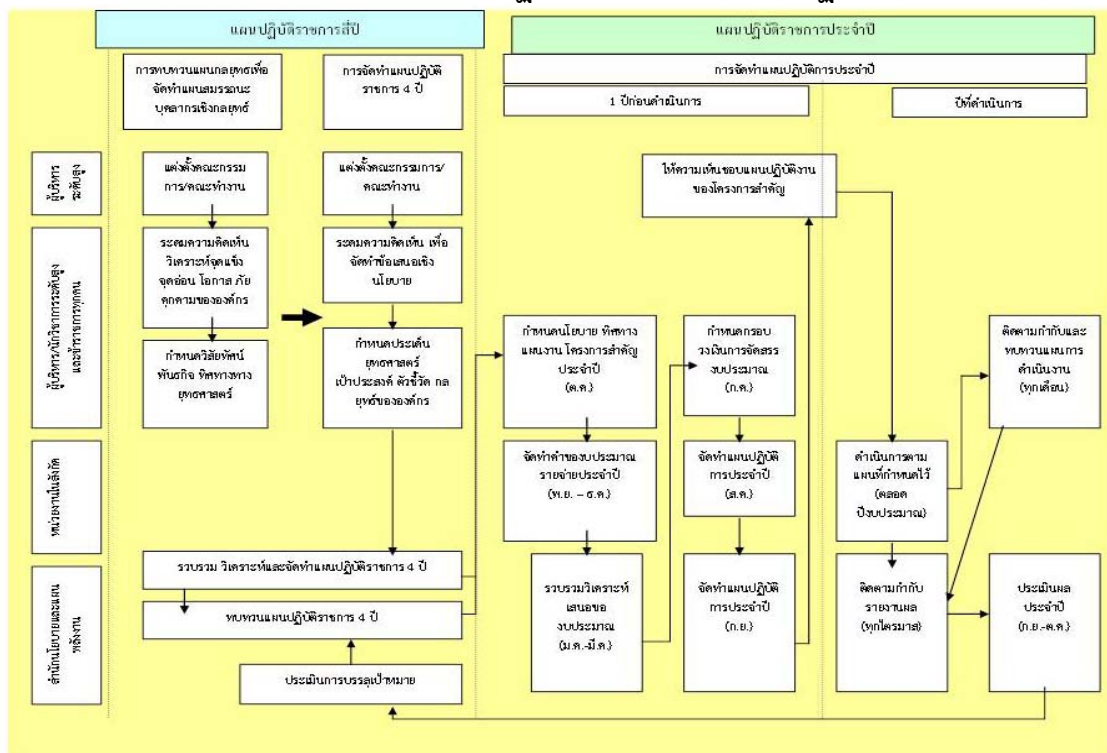 แผนปฏิบัติราชการสี่ปี
แผนปฏิบัติราชการประจำปี
การทบทวนแผนกลยุทธเพื่อ
จัดทำแผนสมรรถนะ
บุคลากรเชิงกลยุทธ์
การจัดทำแผนปฏิบัติ
ราชการ 4 ปี
การจัดทำแผนปฏิบัติการประจำปี
1 ปีก่อนดำเนินการ
ปีที่ดำเนินการ
ผู้บริหาร
ระดับสูง
แต่งตั้งคณะกรรม
การ/คณะทำงาน
แต่งตั้งคณะกรรมการ/
คณะทำงาน
ให้ความเห็นชอบแผนปฏิบัติงาน
ของโครงการสำคัญ
ผู้บริหาร/นักวิชาการระดับสูง
และข้าราชการทุกคน
ระดมความคิดเห็น
วิเคราะห์จุดแข็ง
จุดอ่อน โอกาส ภัย
คุกคามขององค์กร
ระดมความคิดเห็น เพื่อ
จัดทำข้อเสนอเชิง
นโยบาย
กำหนดวิสัยทัศน์
พันธกิจ ทิศทางทาง
ยุทธศาสตร์
กำหนดประเด็น
ยุทธศาสตร์
เป้าประสงค์ ตัวชี้วัด กล
ยุทธ์ขององค์กร
กำหนดนโยบาย ทิศทาง
แผนงาน โครงการสำคัญ
ประจำปี
(ต.ค.)
กำหนดกรอบ
วงเงินการจัดสรร
งบประมาณ
(ก.ค.)
ติดตามกำกับและ
ทบทวนแผนการ
ดำเนินงาน
(ทุกเดือน)
หน่วยงานในสังกัด
จัดทำคำของบประมาณ
รายจ่ายประจำปี
(พ.ย. – ธ.ค.)
จัดทำแผนปฏิบัติ
การประจำปี
(ส.ค.)
ดำเนินการตาม
แผนที่กำหนดไว้
(ตลอด
ปีงบประมาณ)
สำนักนโยบายและแผน
พลังงาน
รวบรวม วิเคราะห์และจัดทำแผนปฏิบัติราชการ 4 ปี
ทบทวนแผนปฏิบัติราชการ 4 ปี
ประเมินการบรรลุเป้าหมาย
รวบรวมวิเคราะห์
เสนอขอ
งบประมาณ
(ม.ค.-มี.ค.)
จัดทำแผนปฏิบัติ
การประจำปี
(ก.ย.)
ติดตามกำกับ
รายงานผล
(ทุกไตรมาส)
ประเมินผล
ประจำปี
(ก.ย.-ต.ค.)